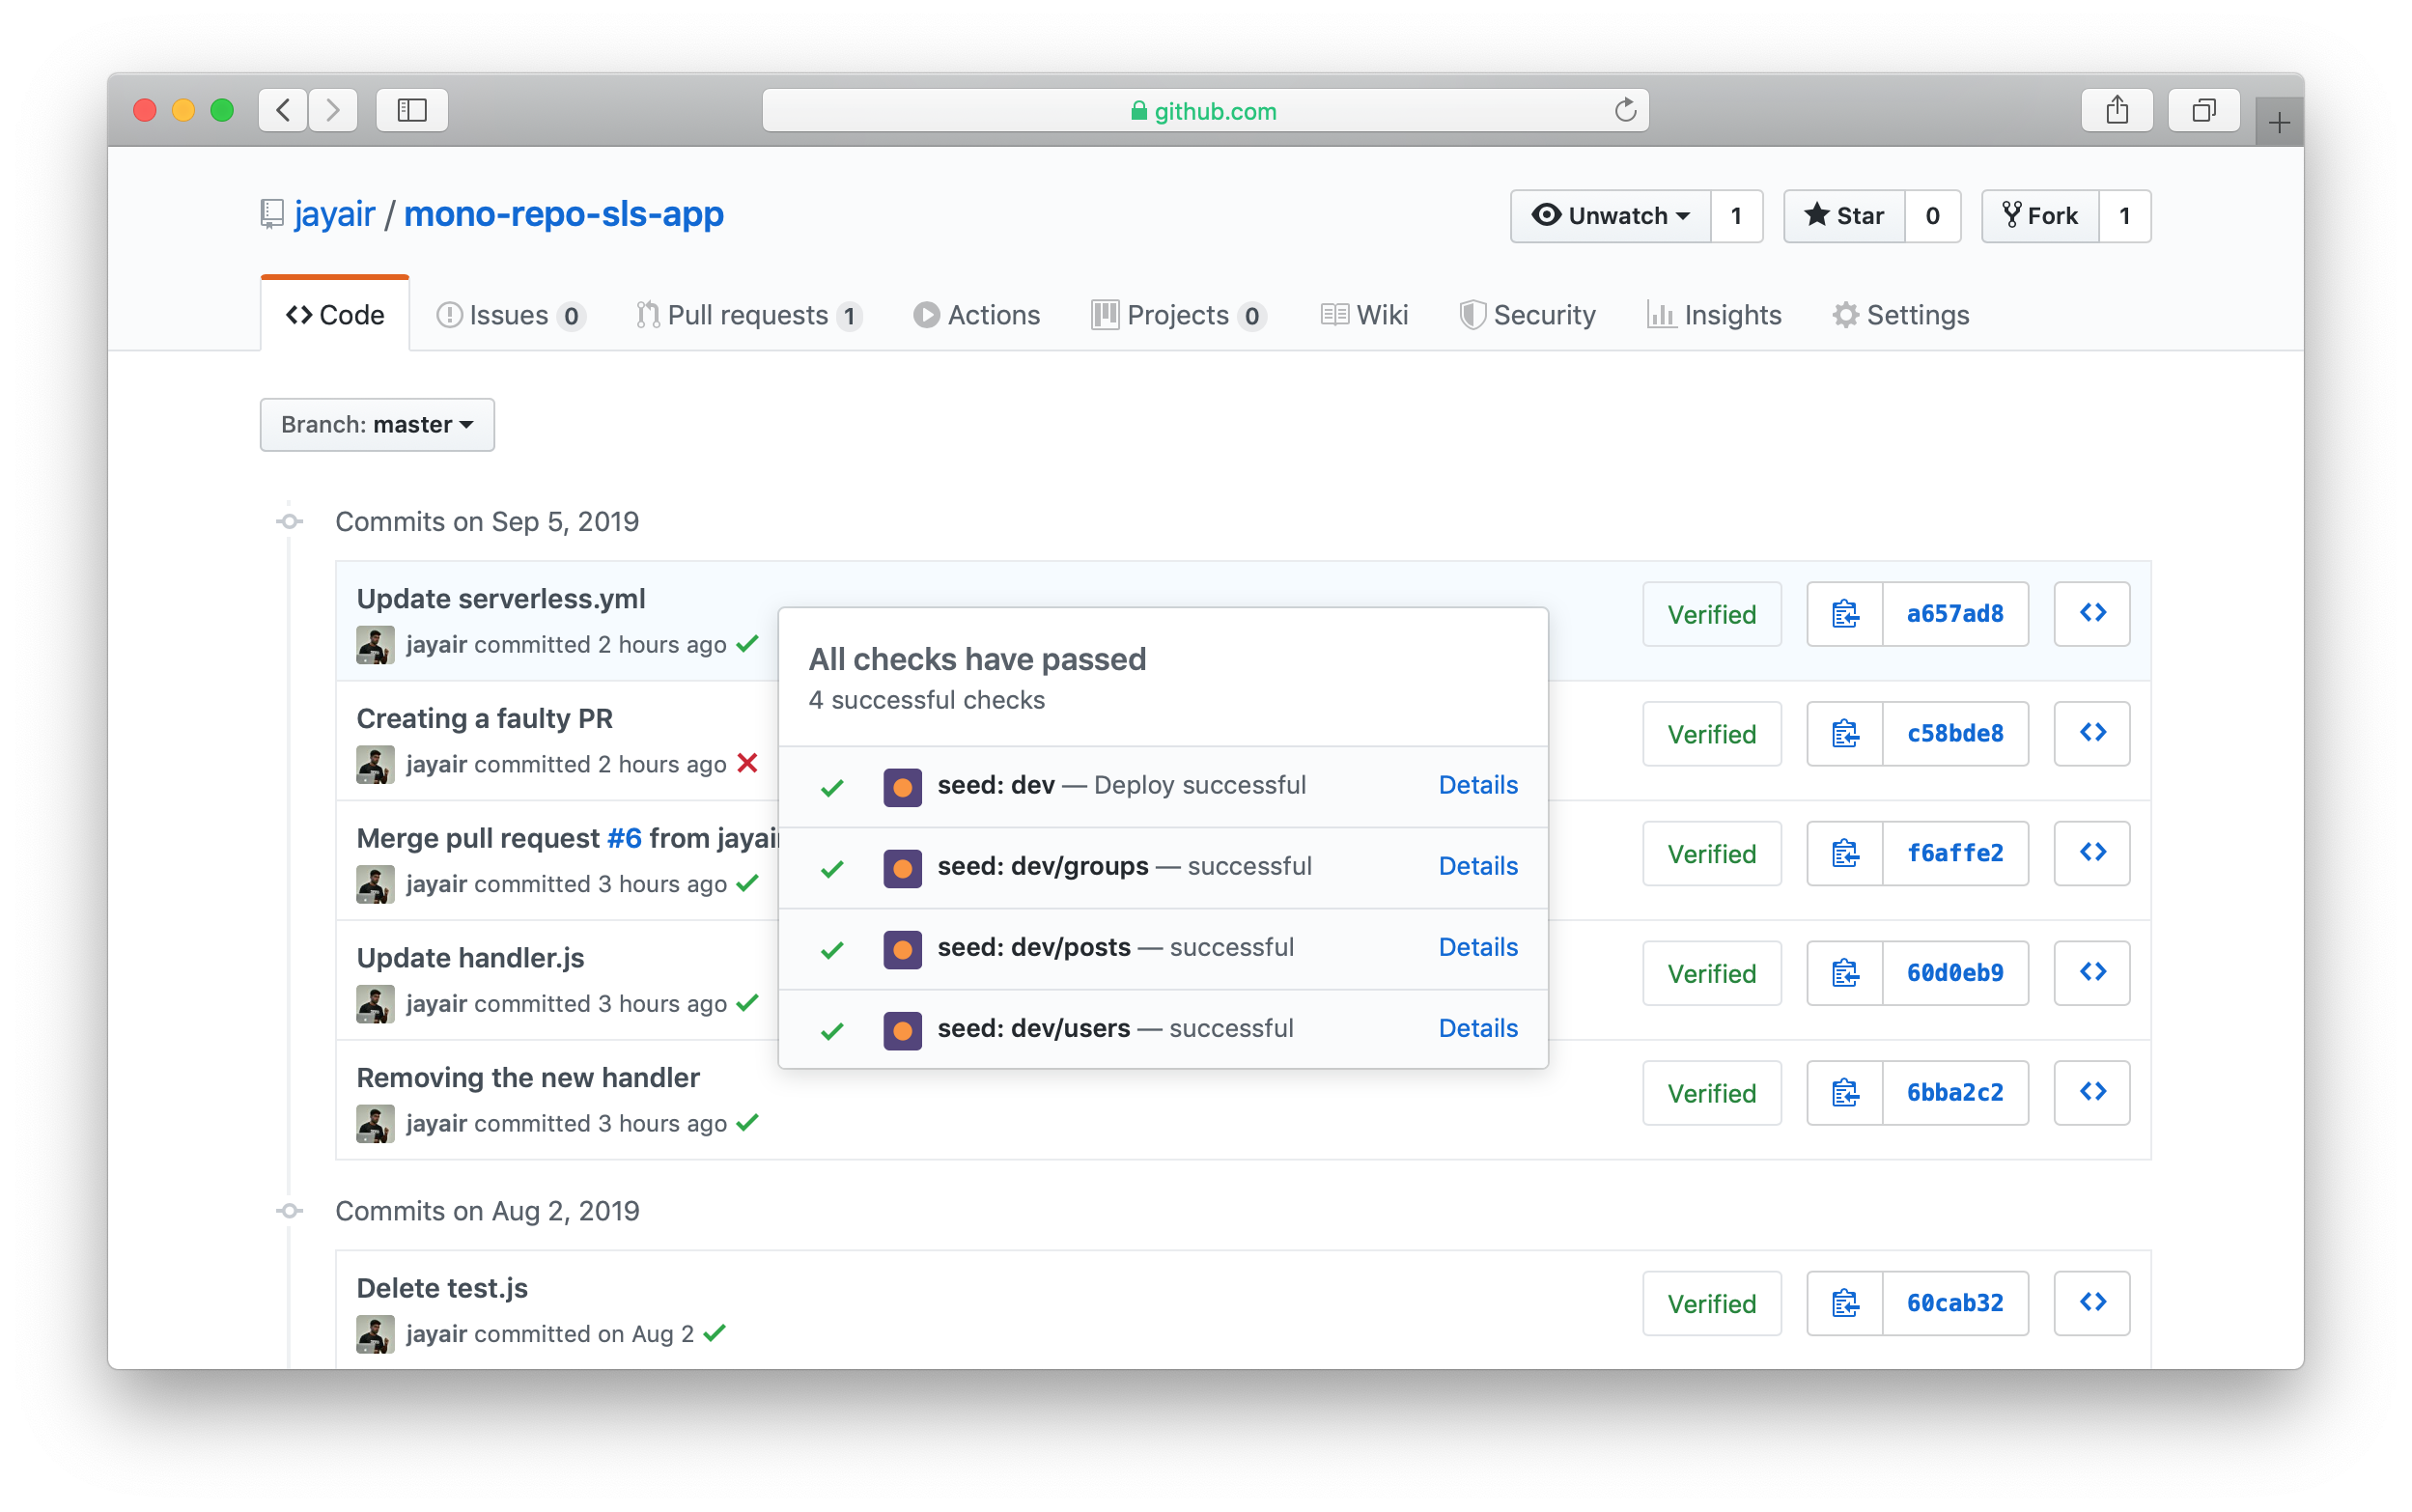 github.com
jayair / mono-repo-sls-app
Unwatch 1 Star 0 Fork 1
Code Issues 0 Pull requests 1 Actions Projects 0 Wiki Security Insights Settings
Branch: master
Commits on Sep 5, 2019
Update serverless.yml
jayair committed 2 hours ago
Verified a657ad8
All checks have passed
4 successful checks
seed: dev — Deploy successful Details
seed: dev/groups — successful Details
seed: dev/posts — successful Details
seed: dev/users — successful Details
Creating a faulty PR
jayair committed 2 hours ago
Verified c58bde8
Merge pull request #6 from
jayair committed 3 hours ago
Verified f6affe2
Update handler.js
jayair committed 3 hours ago
Verified 60d0eb9
Removing the new handler
jayair committed 3 hours ago
Verified 6bba2c2
Commits on Aug 2, 2019
Delete test.js
jayair committed on Aug 2
Verified 60cab32